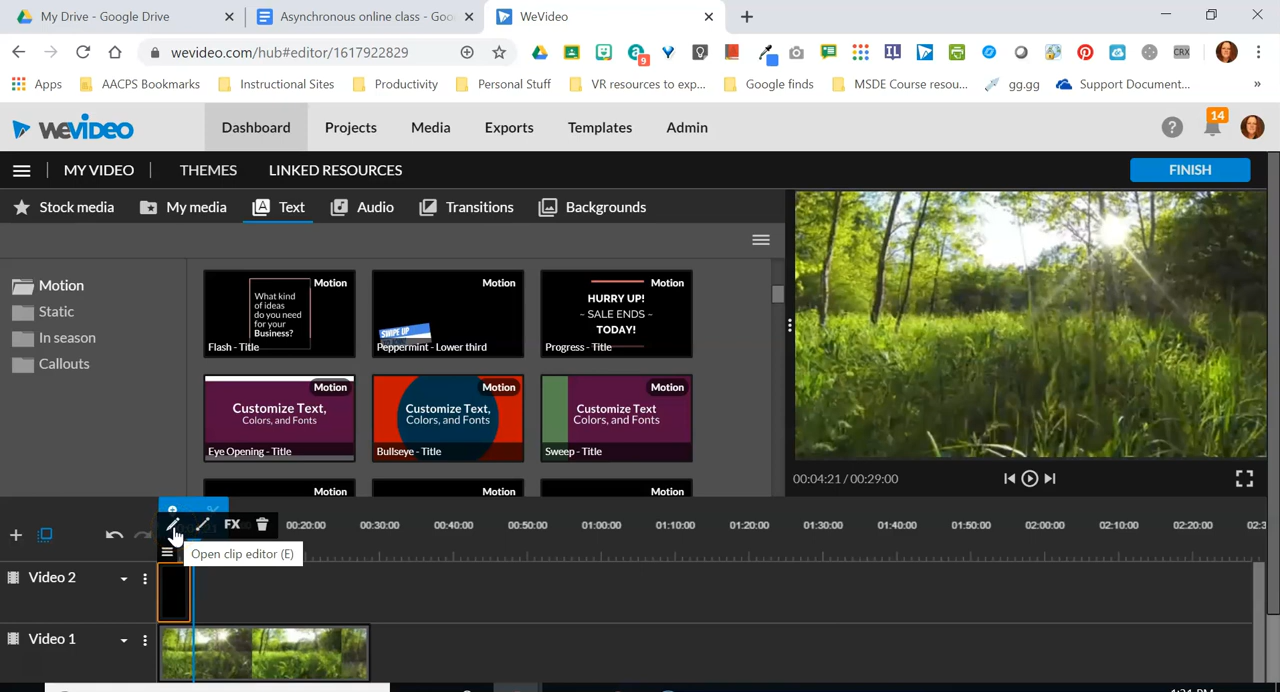 My Drive - Google Drive
Asynchronous online class - Goo
WeVideo
wevideo.com/hub#editor/1617922829
9
CRX
Apps
AACPS Bookmarks
Instructional Sites
Productivity
Personal Stuff
VR resources to exp...
Google finds
MSDE Course resou...
gg.gg
Support Document...
»
WEVIDEO
Dashboard
Projects
Media
Exports
Templates
Admin
14
MY VIDEO
THEMES
LINKED RESOURCES
FINISH
Stock media
My media
Text
Audio
Transitions
Backgrounds
Motion
Static
In season
Callouts
Motion
What kind
of ideas
do you need
for your
Business?
Flash - Title
Motion
SWIPE UP
Peppermint - Lower third
Motion
HURRY UP!
~ SALE ENDS ~
TODAY!
Progress - Title
Motion
Customize Text,
Colors, and Fonts
Eye Opening - Title
Motion
Customize Text,
Colors, and Fonts
Bullseye - Title
Motion
Customize Text
Colors, and Fonts
Sweep - Title
Motion
Motion
Motion
00:04:21 / 00:29:00
FX
00:20:00
00:30:00
00:40:00
00:50:00
01:00:00
01:10:00
01:20:00
01:30:00
01:40:00
01:50:00
02:00:00
02:10:00
02:20:00
02:3
Open clip editor (E)
Video 2
Video 1